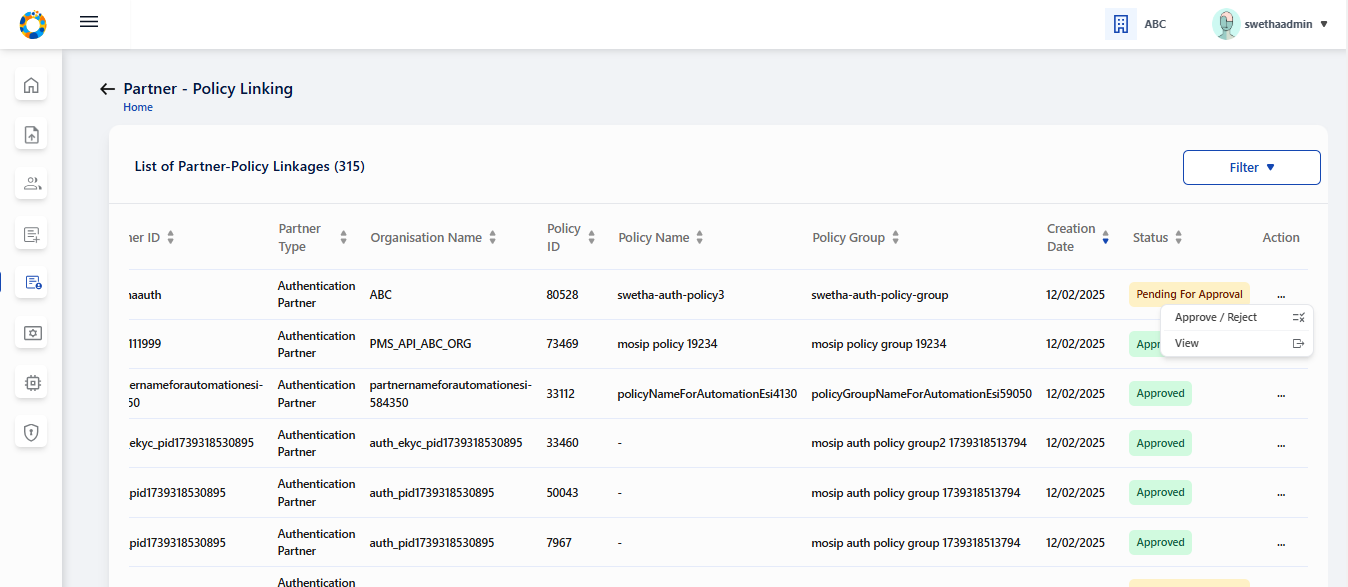 ABC
swethaadmin
Partner - Policy Linking
Home
List of Partner-Policy Linkages (315)
Filter
er ID
Partner Type
Organisation Name
Policy ID
Policy Name
Policy Group
Creation Date
Status
Action
aauth
Authentication Partner
ABC
80528
swetha-auth-policy3
swetha-auth-policy-group
12/02/2025
Pending For Approval
...
Approve / Reject
View
111999
Authentication Partner
PMS_API_ABC_ORG
73469
mosip policy 19234
mosip policy group 19234
12/02/2025
Appr
ernameforautomationesi-
50
Authentication Partner
partnernameforautomationesi-
584350
33112
policyNameForAutomationEsi4130
policyGroupNameForAutomationEsi59050
12/02/2025
Approved
...
_ekyc_pid1739318530895
Authentication Partner
auth_ekyc_pid1739318530895
33460
-
mosip auth policy group2 1739318513794
12/02/2025
Approved
...
pid1739318530895
Authentication Partner
auth_pid1739318530895
50043
-
mosip auth policy group 1739318513794
12/02/2025
Approved
...
pid1739318530895
Authentication Partner
auth_pid1739318530895
7967
-
mosip auth policy group 1739318513794
12/02/2025
Approved
...
Authentication